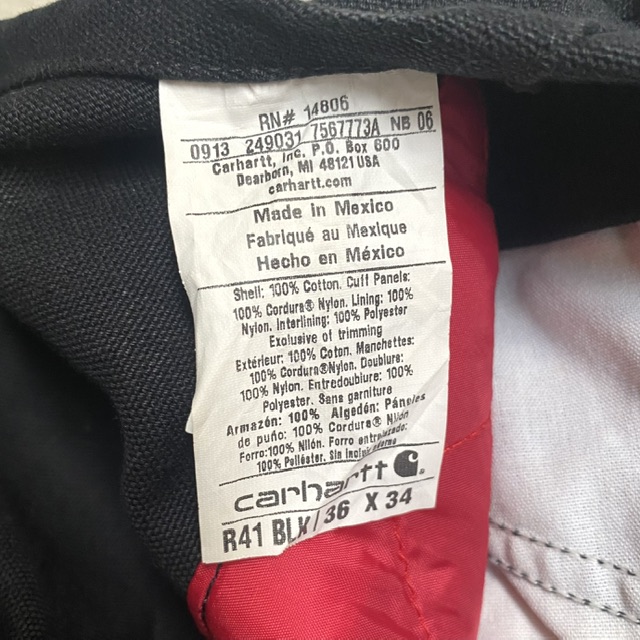 RN# 14806
0913 249031 7567773A NB 06
Carhartt, Inc. P.O. Box 600
Dearborn, MI 48121 USA
carhartt.com
Made in Mexico
Fabriqué au Mexique
Hecho en México
Shell: 100% Cotton. Cuff Panels:
100% Cordura® Nylon. Lining: 100%
Nylon. Interlining: 100% Polyester
Exclusive of trimming
Extérieur: 100% Coton. Manchettes:
100% Cordura®Nylon. Doublure:
100% Nylon. Entredoublure: 100%
Polyester. Sans garniture
Armazón: 100% Algodón: Páneles
de puño: 100% Cordura® Nilón.
Forro:100% Nilón. Forro entrelazado:
100% Poliéster. Sin incluir
carhartt
R41 BLK / 36 X 34